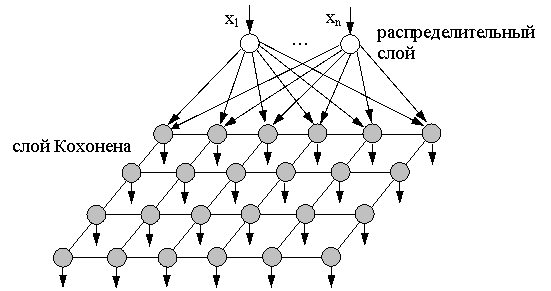 x1 ... xn
распределительный
слой
слой Кохонена